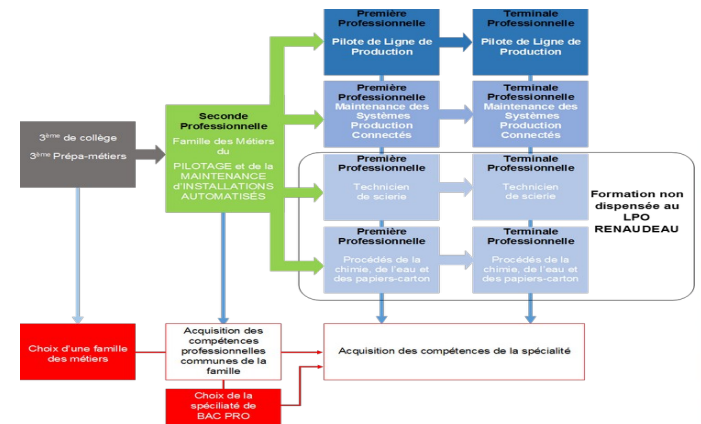 Première
Professionnelle
Pilote de Ligne de
Production
Terminale
Professionnelle
Pilote de Ligne de
Production
Première
Professionnelle
Maintenance des
Systèmes
Production
Connectés
Terminale
Professionnelle
Maintenance des
Systèmes
Production
Connectés
3ème de collège
3ème Prépa-métiers
Seconde
Professionnelle
Famille des Métiers
du
PILOTAGE et de la
MAINTENANCE
d'INSTALLATIONS
AUTOMATISÉS
Première
Professionnelle
Technicien
de scierie
Terminale
Professionnelle
Technicien
de scierie
Formation non
dispensée au
LPO
RENAUDEAU
Première
Professionnelle
Procédés de la
chimie, de l'eau et
des papiers-carton
Terminale
Professionnelle
Procédés de la
chimie, de l'eau et
des papiers-carton
Choix d'une famille
des métiers
Acquisition des
compétences
professionnelles
communes de la
famille
Acquisition des compétences de la spécialité
Choix de la
spéciliaté de
BAC PRO